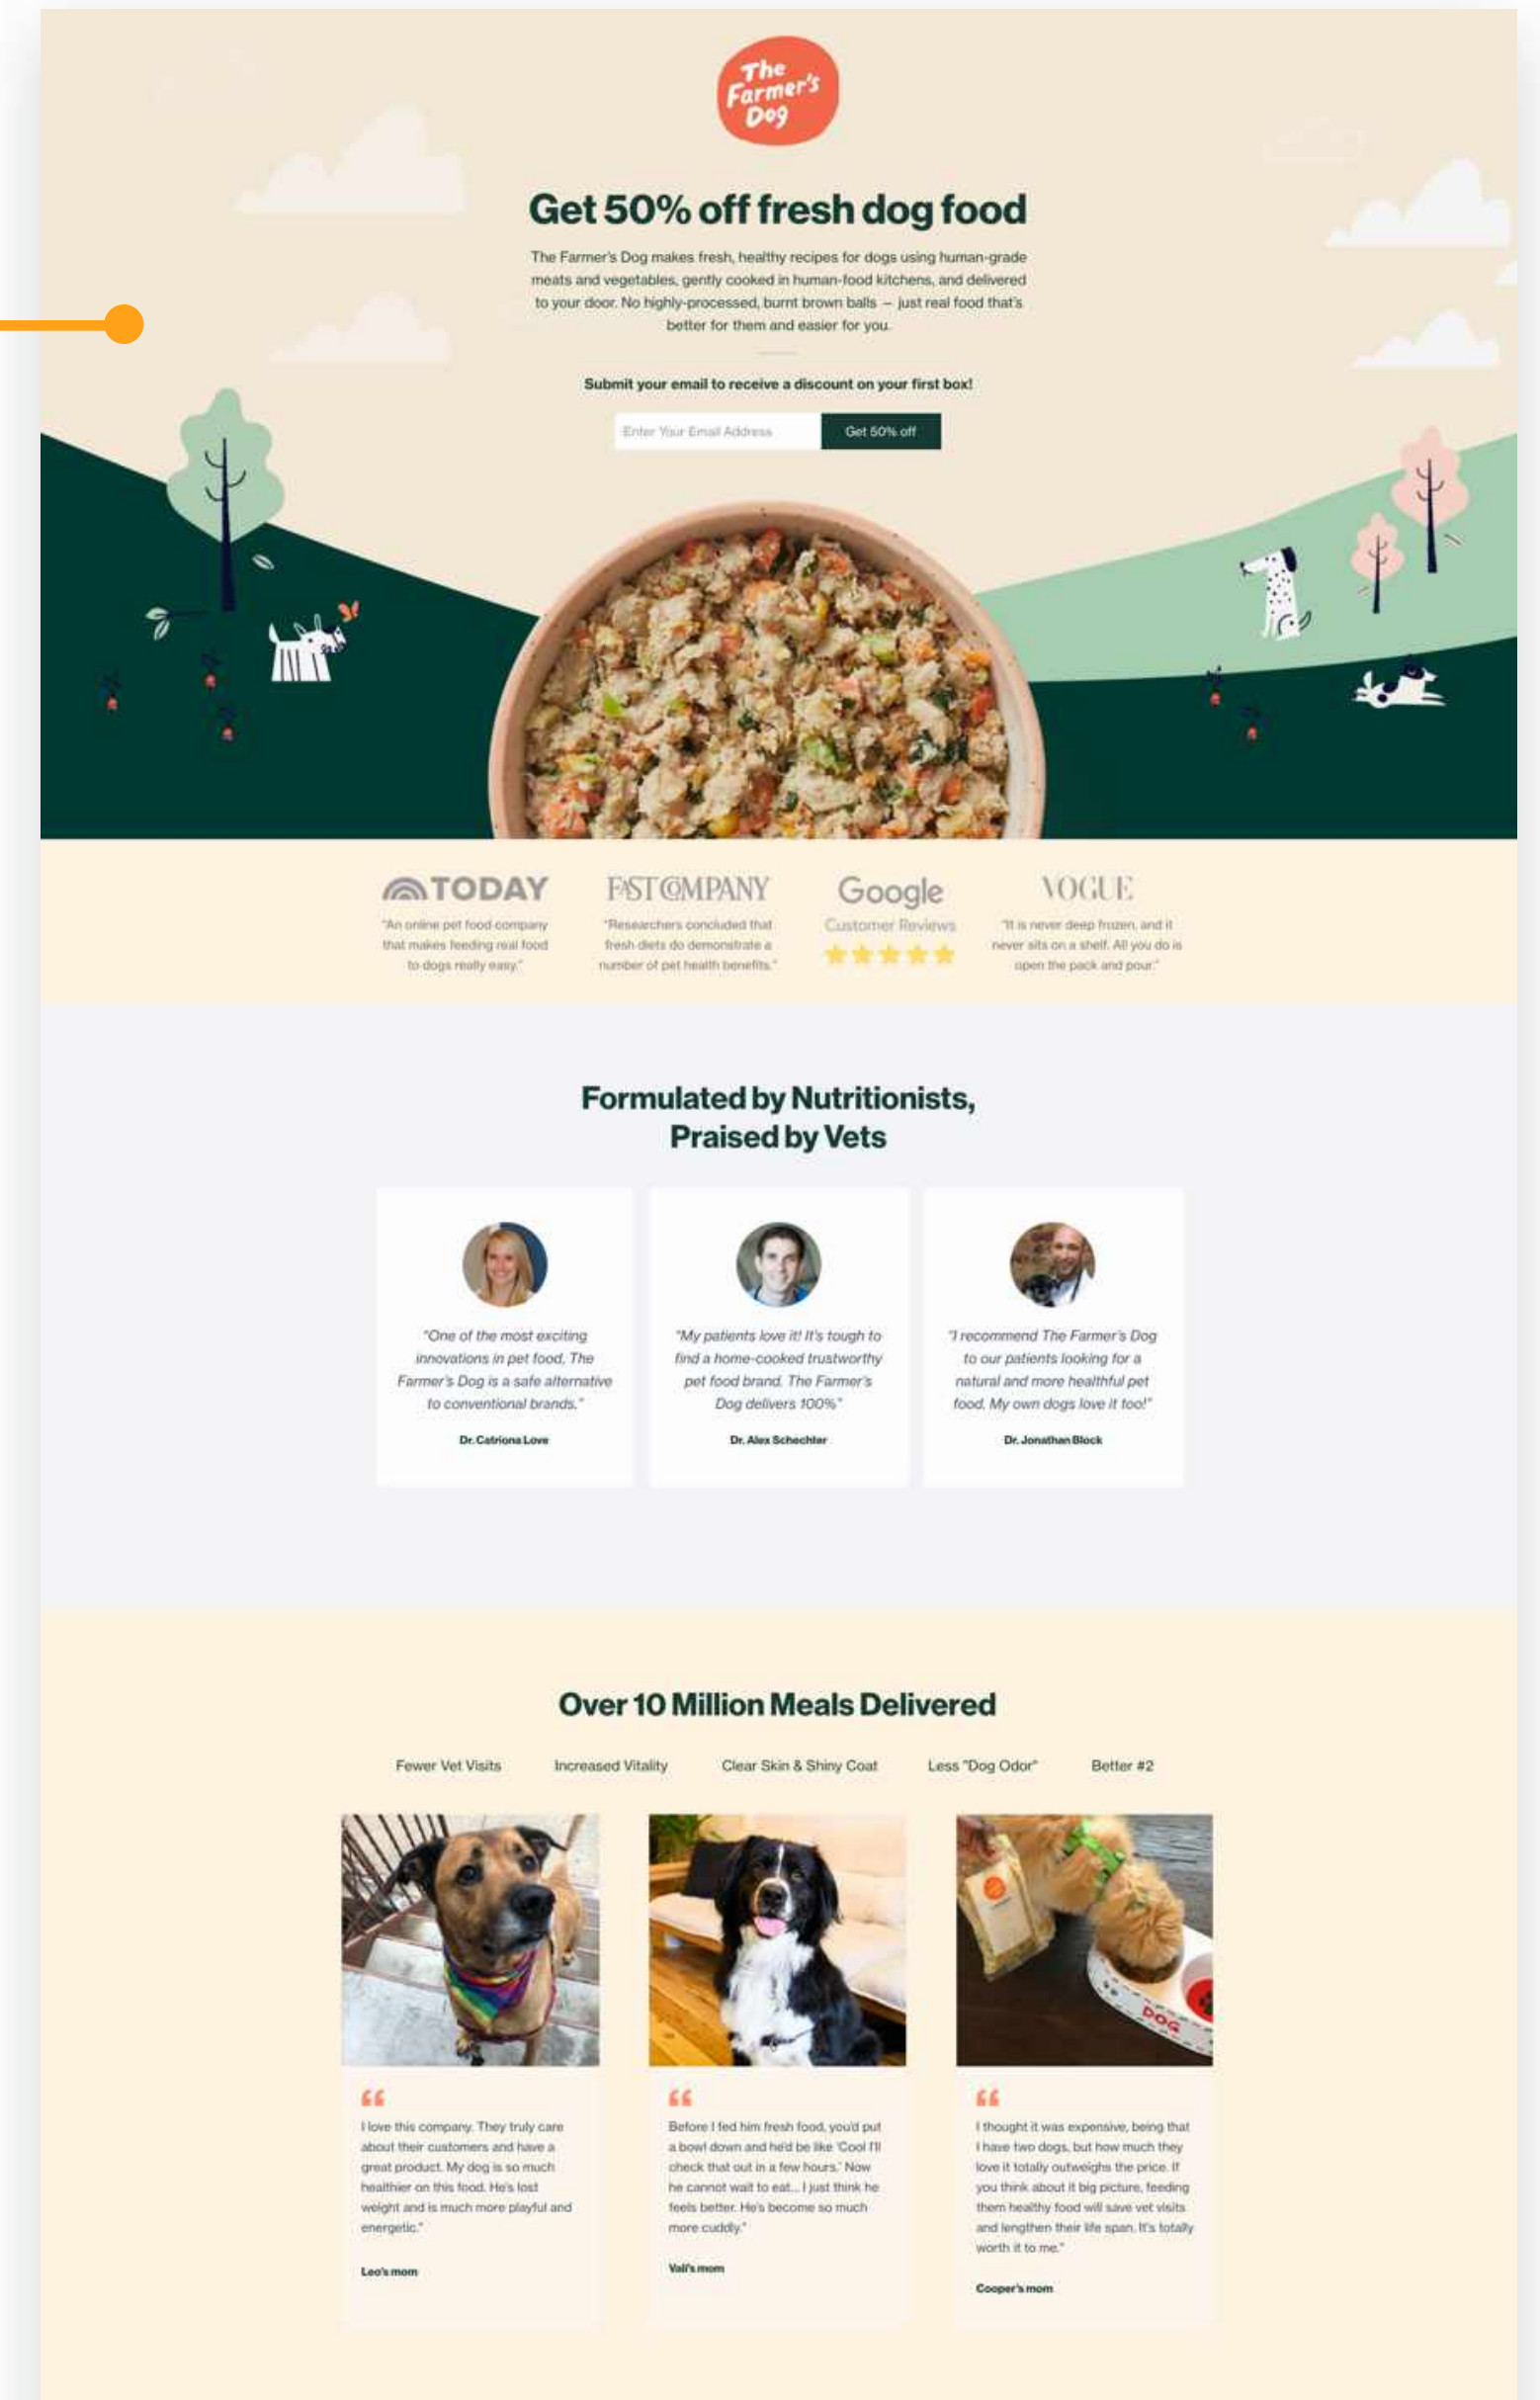 The
Farmer's
Dog
Get 50% off fresh dog food
The Farmer's Dog makes fresh, healthy recipes for dogs using human-grade
meats and vegetables, gently cooked in human-food kitchens, and delivered
to your door. No highly-processed, burnt brown balls – just real food that's
better for them and easier for you.
Submit your email to receive a discount on your first box!
Enter Your Email Address
Get 50% off
TODAY
"An online pet food company
that makes feeding real food
to dogs really easy."
FAST COMPANY
"Researchers concluded that
fresh diets do demonstrate a
number of pet health benefits."
Google
Customer Reviews
VOGUE
"It is never deep frozen, and it
never sits on a shelf. All you do is
open the pack and pour."
Formulated by Nutritionists,
Praised by Vets
"One of the most exciting
innovations in pet food, The
Farmer's Dog is a safe alternative
to conventional brands."
Dr. Catriona Love
"My patients love it! It's tough to
find a home-cooked trustworthy
pet food brand. The Farmer's
Dog delivers 100%"
Dr. Alex Schechter
"I recommend The Farmer's Dog
to our patients looking for a
natural and more healthful pet
food. My own dogs love it too!"
Dr. Jonathan Block
Over 10 Million Meals Delivered
Fewer Vet Visits
Increased Vitality
Clear Skin & Shiny Coat
Less "Dog Odor"
Better #2
DOG
I love this company. They truly care
about their customers and have a
great product. My dog is so much
healthier on this food. He's lost
weight and is much more playful and
energetic."
Leo's mom
Before I fed him fresh food, you'd put
a bowl down and he'd be like 'Cool I'll
check that out in a few hours.' Now
he cannot wait to eat... I just think he
feels better. He's become so much
more cuddly."
Vali's mom
I thought it was expensive, being that
I have two dogs, but how much they
love it totally outweighs the price. If
you think about it big picture, feeding
them healthy food will save vet visits
and lengthen their life span. It's totally
worth it to me."
Cooper's mom